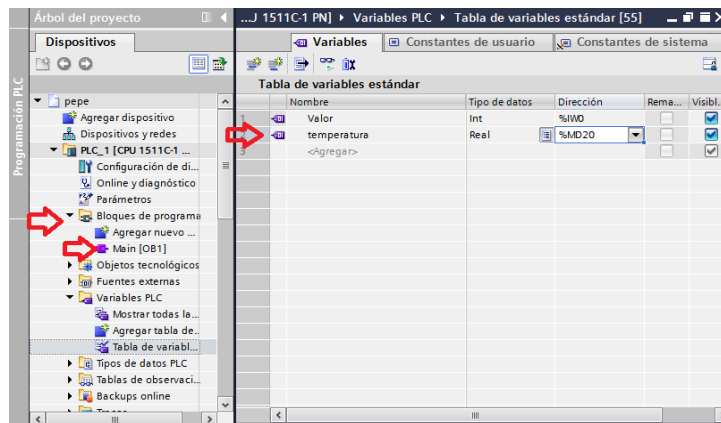 Árbol del proyecto
...J 1511C-1 PN] ▸ Variables PLC ▸ Tabla de variables estándar [55]
Dispositivos
Variables
Constantes de usuario
Constantes de sistema
Programación PLC
Tabla de variables estándar
Nombre Tipo de datos Dirección Rema... Visibl.
1 Valor Int %IW0
temperatura Real %MD20
3 <Agregar>
pepe
Agregar dispositivo
Dispositivos y redes
PLC_1 [CPU 1511C-1 ...
Configuración de di...
Online y diagnóstico
Parámetros
Bloques de programa
Agregar nuevo ...
Main [OB1]
Objetos tecnológicos
Fuentes externas
Variables PLC
Mostrar todas la...
Agregar tabla de..
Tabla de variabl...
Tipos de datos PLC
Tablas de observaci...
Backups online